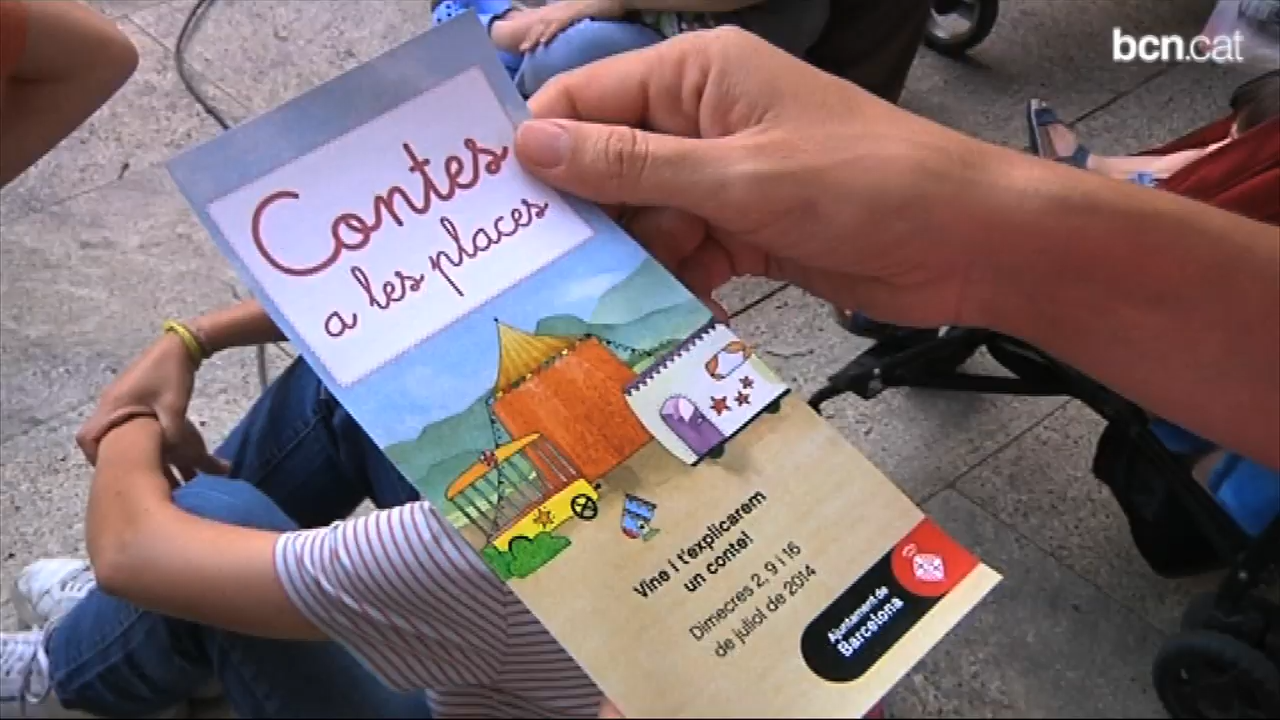 bcn.cat
Contes
a les places
Vine i t'explicarem
un conte!
Dimecres 2, 9 i 16
de juliol de 2014
Ajuntament de
Barcelona